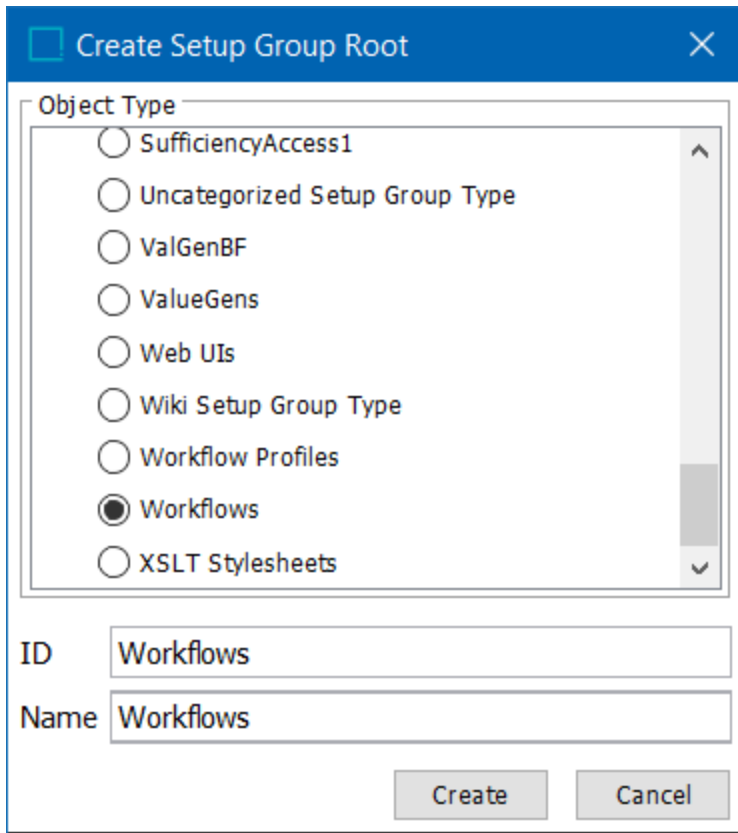 Create Setup Group Root
Object Type
SufficiencyAccess1
Uncategorized Setup Group Type
ValGenBF
ValueGens
Web UIs
Wiki Setup Group Type
Workflow Profiles
Workflows
XSLT Stylesheets
ID Workflows
Name Workflows
Create Cancel